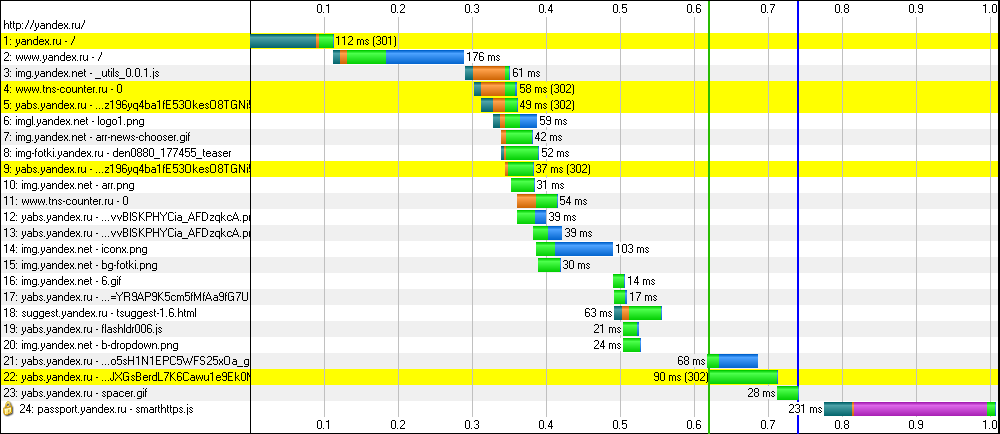 0.1 0.2 0.3 0.4 0.5 0.6 0.7 0.8 0.9 1.0
http://yandex.ru/
1: yandex.ru - / 112 ms (301)
2: www.yandex.ru - / 176 ms
3: img.yandex.net - _utils_0.0.1.js 61 ms
4: www.tns-counter.ru - 0 58 ms (302)
5: yabs.yandex.ru - 49 ms (302)
6: imgl.yandex.net - logo1.png 59 ms
7: img.yandex.net - arr-news-chooser.gif 42 ms
8: img-fotki.yandex.ru - den0880_177455_teaser 52 ms
9: yabs.yandex.ru - 37 ms (302)
10: img.yandex.net - arr.png 31 ms
11: www.tns-counter.ru - 0 54 ms
12: yabs.yandex.ru - 39 ms
13: yabs.yandex.ru - 39 ms
14: img.yandex.net - iconx.png 103 ms
15: img.yandex.net - bg-fotki.png 30 ms
16: img.yandex.net - 6.gif 14 ms
17: yabs.yandex.ru - ...=YR9AP9K5cm5fMfAa9fG7U 17 ms
18: suggest.yandex.ru - tsuggest-1.6.html 63 ms
19: yabs.yandex.ru - flashldr006.js 21 ms
20: img.yandex.net - b-dropdown.png 24 ms
21: yabs.yandex.ru - 68 ms
22: yabs.yandex.ru - 90 ms (302)
23: yabs.yandex.ru - spacer.gif 28 ms
24: passport.yandex.ru - smarthttps.js 231 ms
0.1 0.2 0.3 0.4 0.5 0.6 0.7 0.8 0.9 1.0